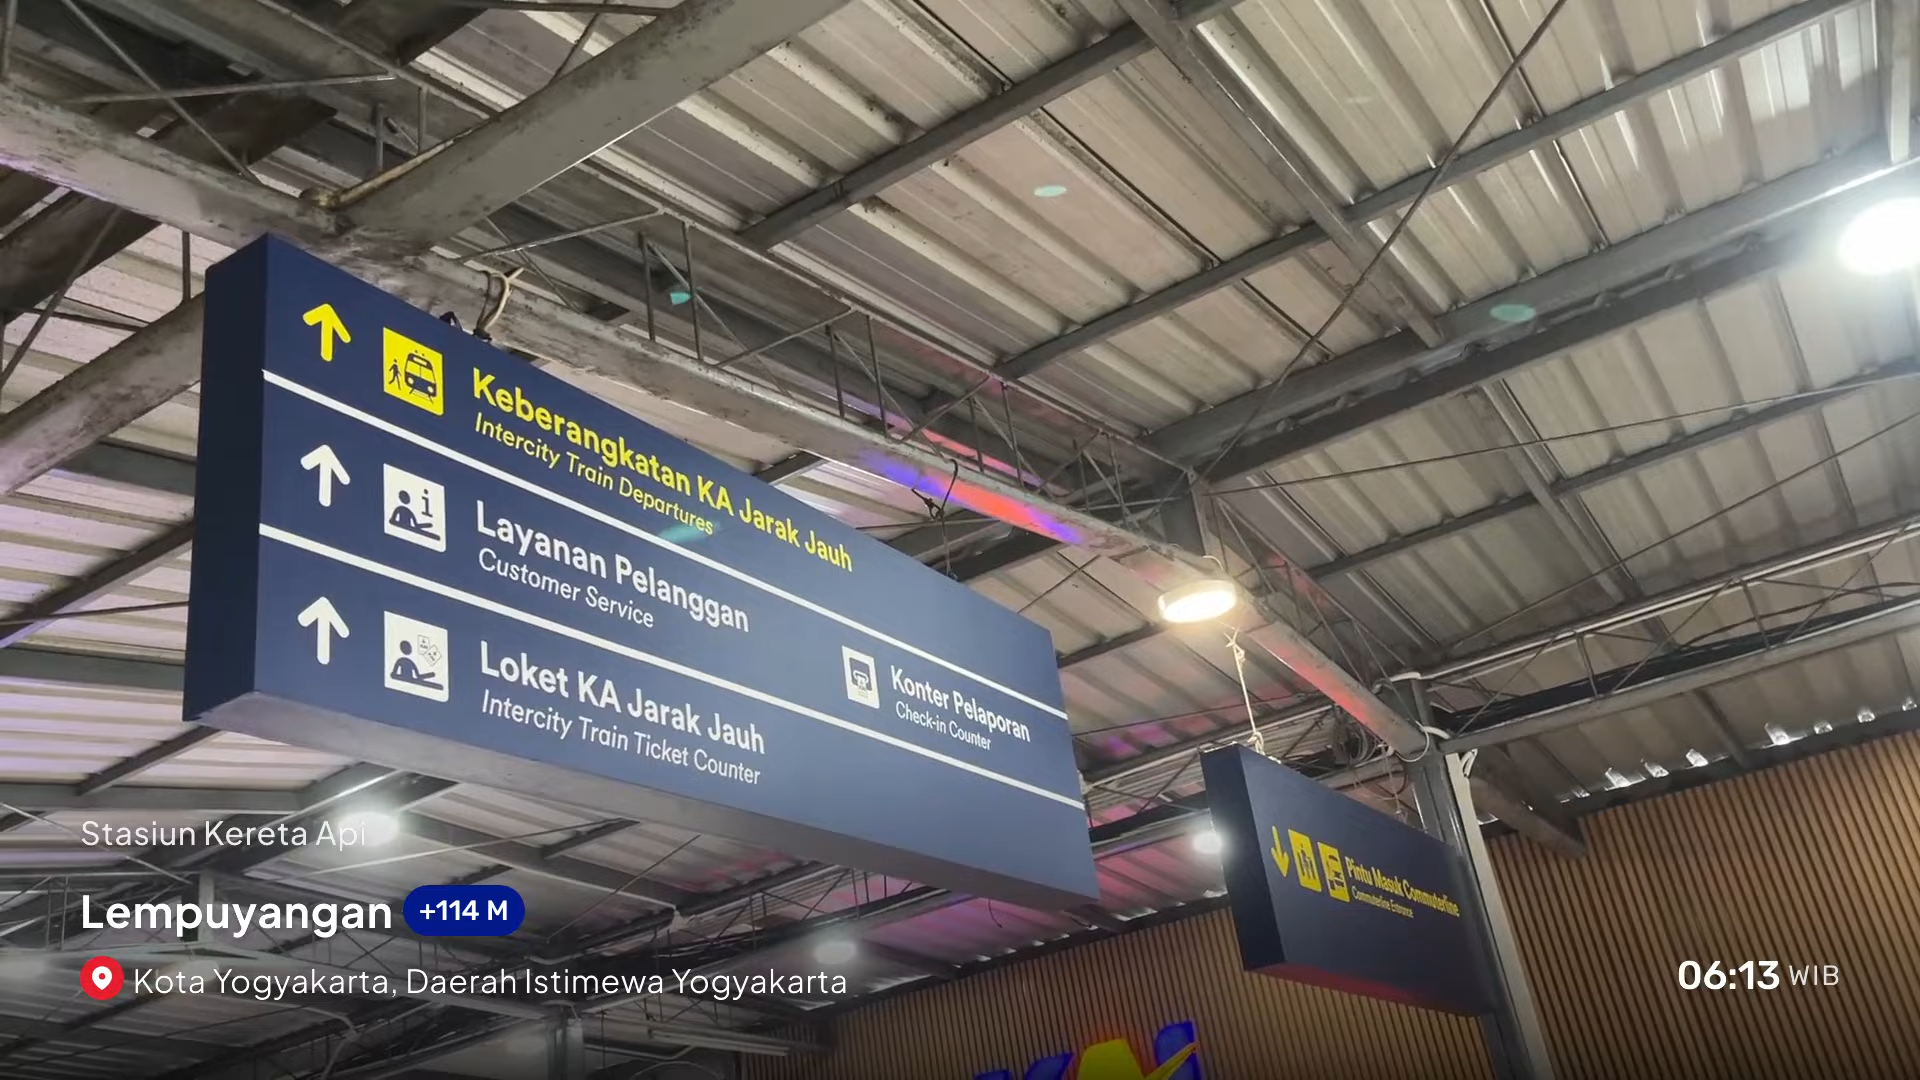 Keberangkatan KA Jarak Jauh
Intercity Train Departures
Layanan Pelanggan
Customer Service
Konter Pelaporan
Check-in Counter
Loket KA Jarak Jauh
Intercity Train Ticket Counter
Pintu Masuk Commuterline
Commuterline Entrance
KAI
Stasiun Kereta Api
Lempuyangan +114 M
Kota Yogyakarta, Daerah Istimewa Yogyakarta
06:13 WIB